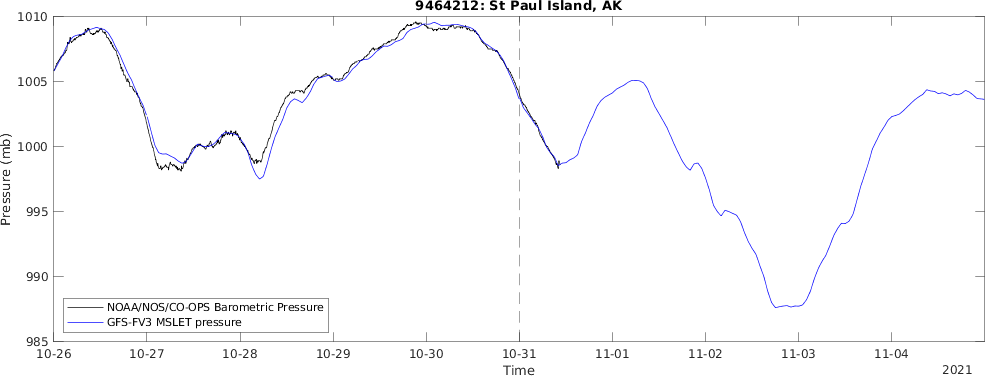 9464212: St Paul Island, AK
Pressure (mb)
1010
1005
1000
995
990
985
NOAA/NOS/CO-OPS Barometric Pressure
GFS-FV3 MSLET pressure
10-26 10-27 10-28 10-29 10-30 10-31 11-01 11-02 11-03 11-04
Time
2021